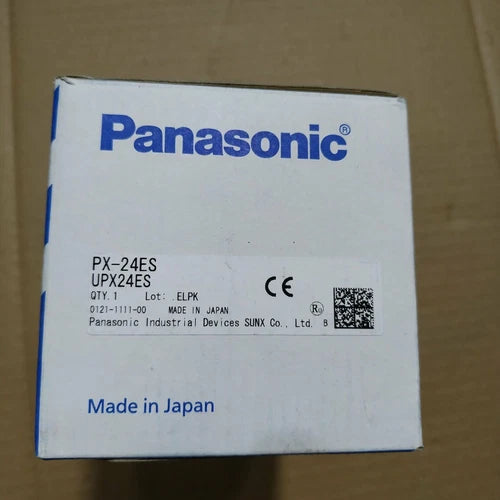 Panasonic®
PX-24ES
UPX24ES
QTY.1 Lot: .ELPK
CE
0121-1111-00 MADE IN JAPAN
Panasonic Industrial Devices SUNX Co., Ltd. B
Made in Japan